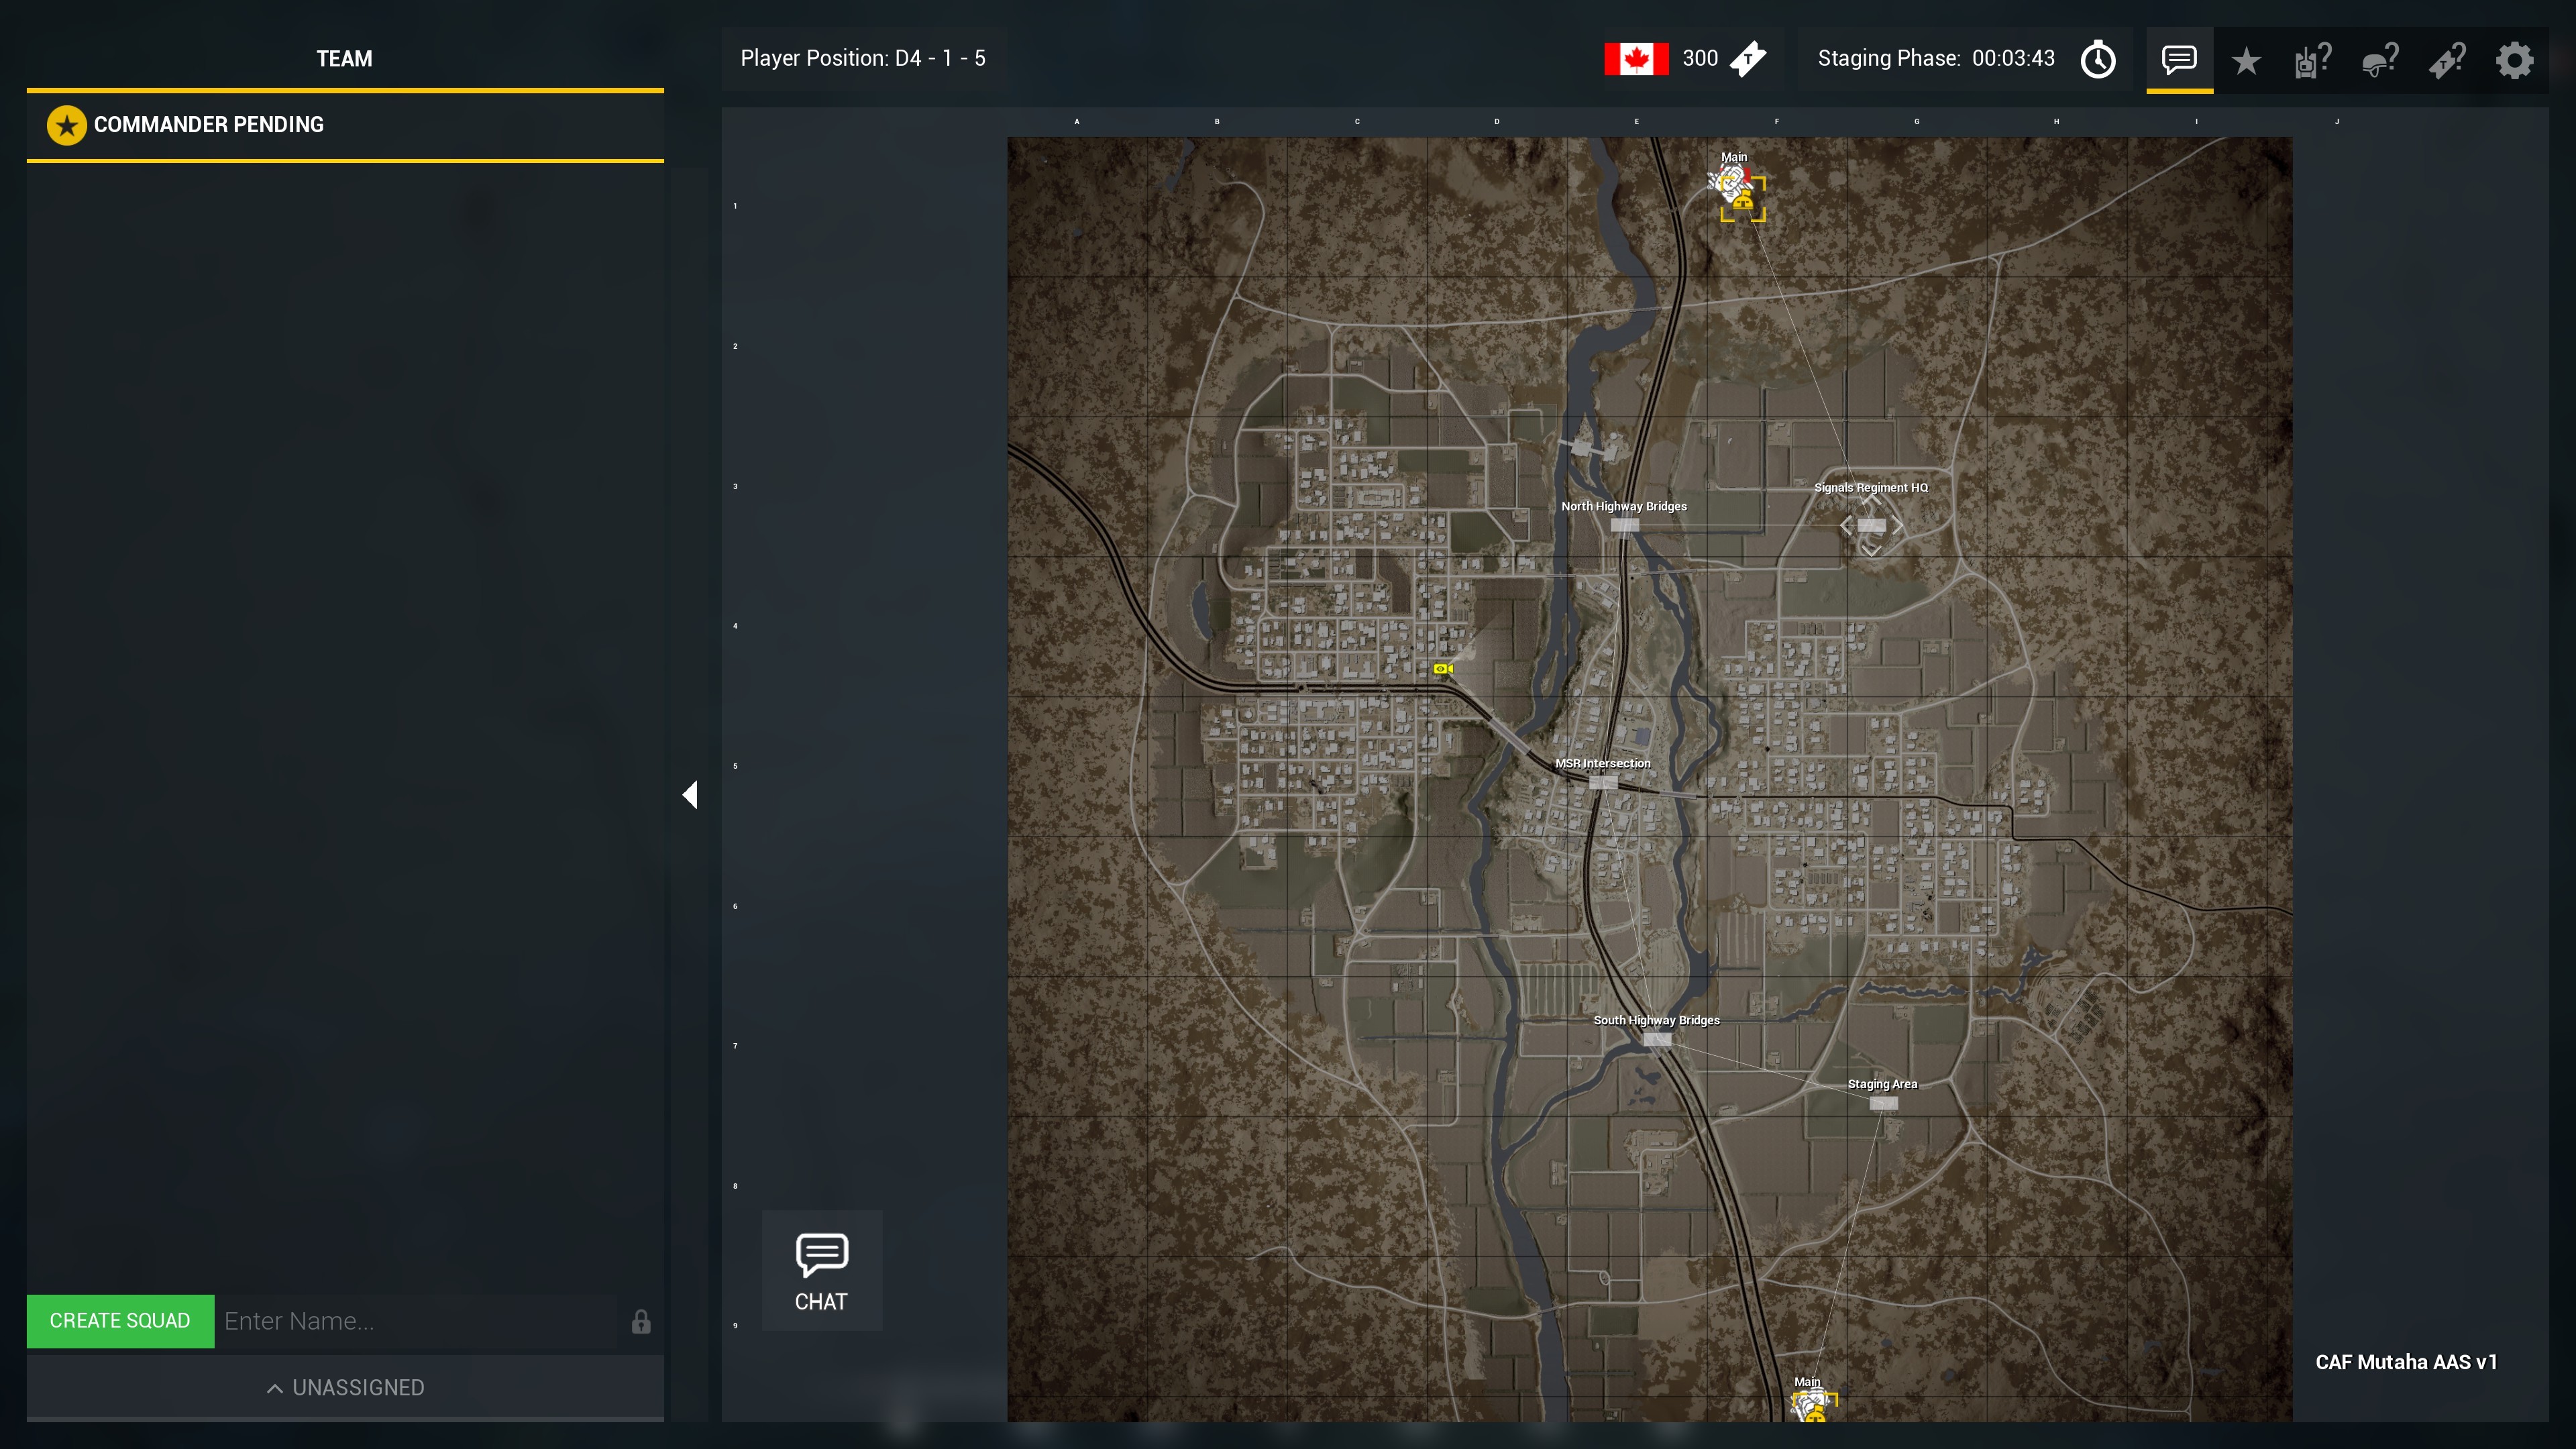 TEAM
Player Position: D4 - 1 - 5
300
T
Staging Phase: 00:03:43
?
?
T?
COMMANDER PENDING
A B C D E F G H I J
Main
1
2
3
Signals Regiment HQ
North Highway Bridges
4
MSR Intersection
5
6
South Highway Bridges
7
Staging Area
8
CHAT
CREATE SQUAD Enter Name...
9
CAF Mutaha AAS v1
Main
UNASSIGNED